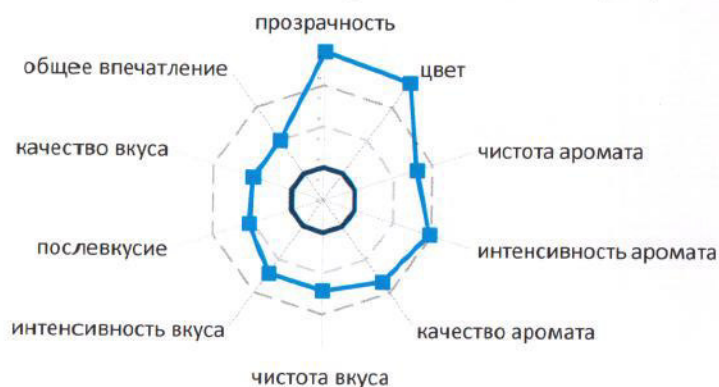 прозрачность
общее впечатление
цвет
качество вкуса
чистота аромата
послевкусие
интенсивность аромата
интенсивность вкуса
качество аромата
чистота вкуса